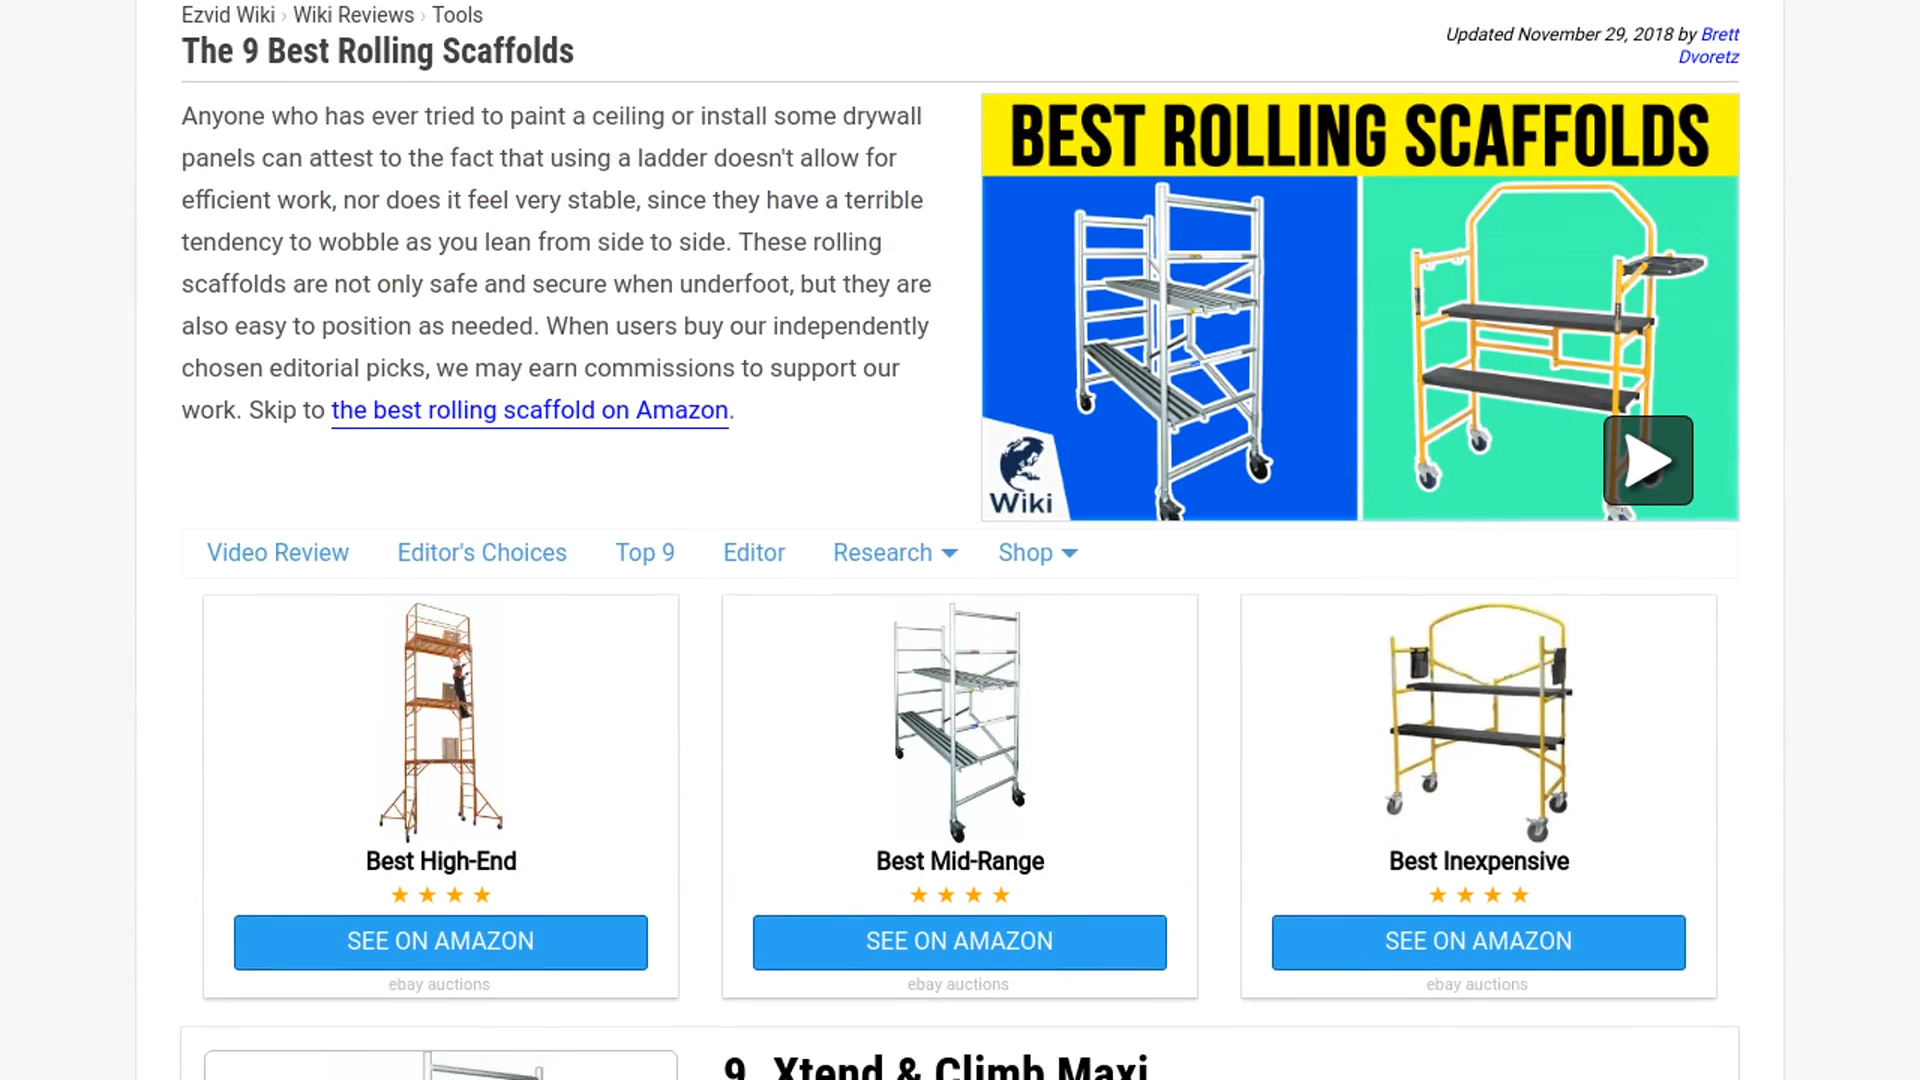 Ezvid Wiki › Wiki Reviews › Tools
The 9 Best Rolling Scaffolds
Updated November 29, 2018 by Brett
Dvoretz
Anyone who has ever tried to paint a ceiling or install some drywall
panels can attest to the fact that using a ladder doesn't allow for
efficient work, nor does it feel very stable, since they have a terrible
tendency to wobble as you lean from side to side. These rolling
scaffolds are not only safe and secure when underfoot, but they are
also easy to position as needed. When users buy our independently
chosen editorial picks, we may earn commissions to support our
work. Skip to the best rolling scaffold on Amazon.
BEST ROLLING SCAFFOLDS
Wiki
Video Review Editor's Choices Top 9 Editor Research Shop
Best High-End
SEE ON AMAZON
ebay auctions
Best Mid-Range
SEE ON AMAZON
ebay auctions
Best Inexpensive
SEE ON AMAZON
ebay auctions
9. Xtend & Climb Maxi